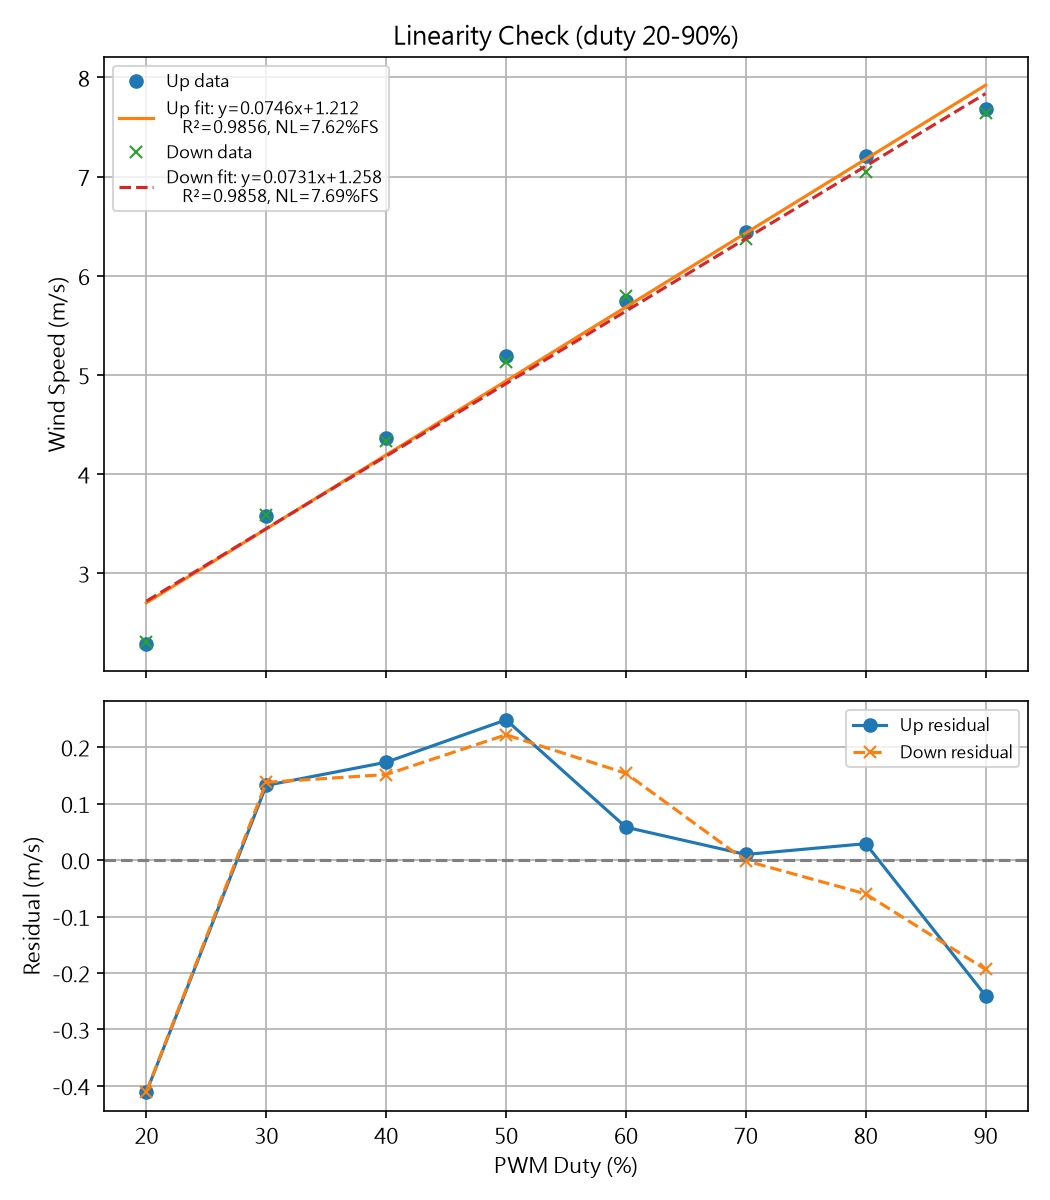 Linearity Check (duty 20-90%)
Up data
Up fit: y=0.0746x+1.212
R²=0.9856, NL=7.62%FS
Down data
Down fit: y=0.0731x+1.258
R²=0.9858, NL=7.69%FS
8
7
6
5
4
3
Wind Speed (m/s)
Up residual
Down residual
0.2
0.1
0.0
-0.1
-0.2
-0.3
-0.4
Residual (m/s)
20 30 40 50 60 70 80 90
PWM Duty (%)